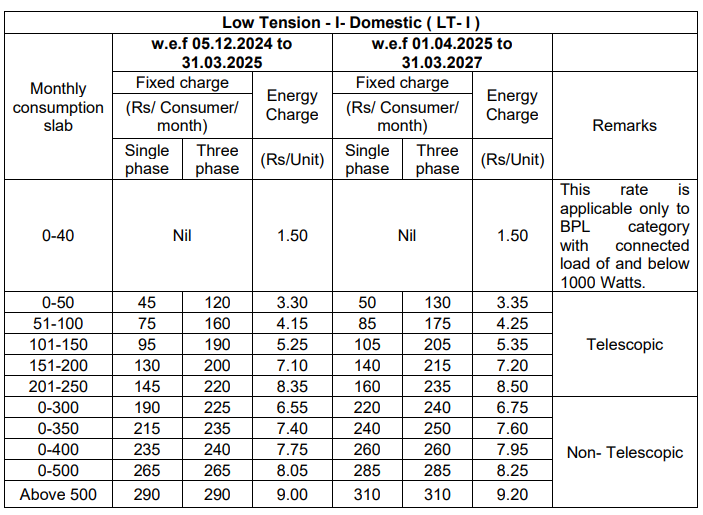 Low Tension - I- Domestic ( LT- I )
Monthly consumption slab | w.e.f 05.12.2024 to 31.03.2025 | w.e.f 01.04.2025 to 31.03.2027
Fixed charge (Rs/ Consumer/ month) | Energy Charge | Fixed charge (Rs/ Consumer/ month) | Energy Charge | Remarks
Single phase | Three phase | (Rs/Unit) | Single phase | Three phase | (Rs/Unit)
0-40 | Nil | 1.50 | Nil | 1.50 | This rate is applicable only to BPL category with connected load of and below 1000 Watts.
0-50 | 45 | 120 | 3.30 | 50 | 130 | 3.35 | Telescopic
51-100 | 75 | 160 | 4.15 | 85 | 175 | 4.25
101-150 | 95 | 190 | 5.25 | 105 | 205 | 5.35
151-200 | 130 | 200 | 7.10 | 140 | 215 | 7.20
201-250 | 145 | 220 | 8.35 | 160 | 235 | 8.50
0-300 | 190 | 225 | 6.55 | 220 | 240 | 6.75 | Non- Telescopic
0-350 | 215 | 235 | 7.40 | 240 | 250 | 7.60
0-400 | 235 | 240 | 7.75 | 260 | 260 | 7.95
0-500 | 265 | 265 | 8.05 | 285 | 285 | 8.25
Above 500 | 290 | 290 | 9.00 | 310 | 310 | 9.20